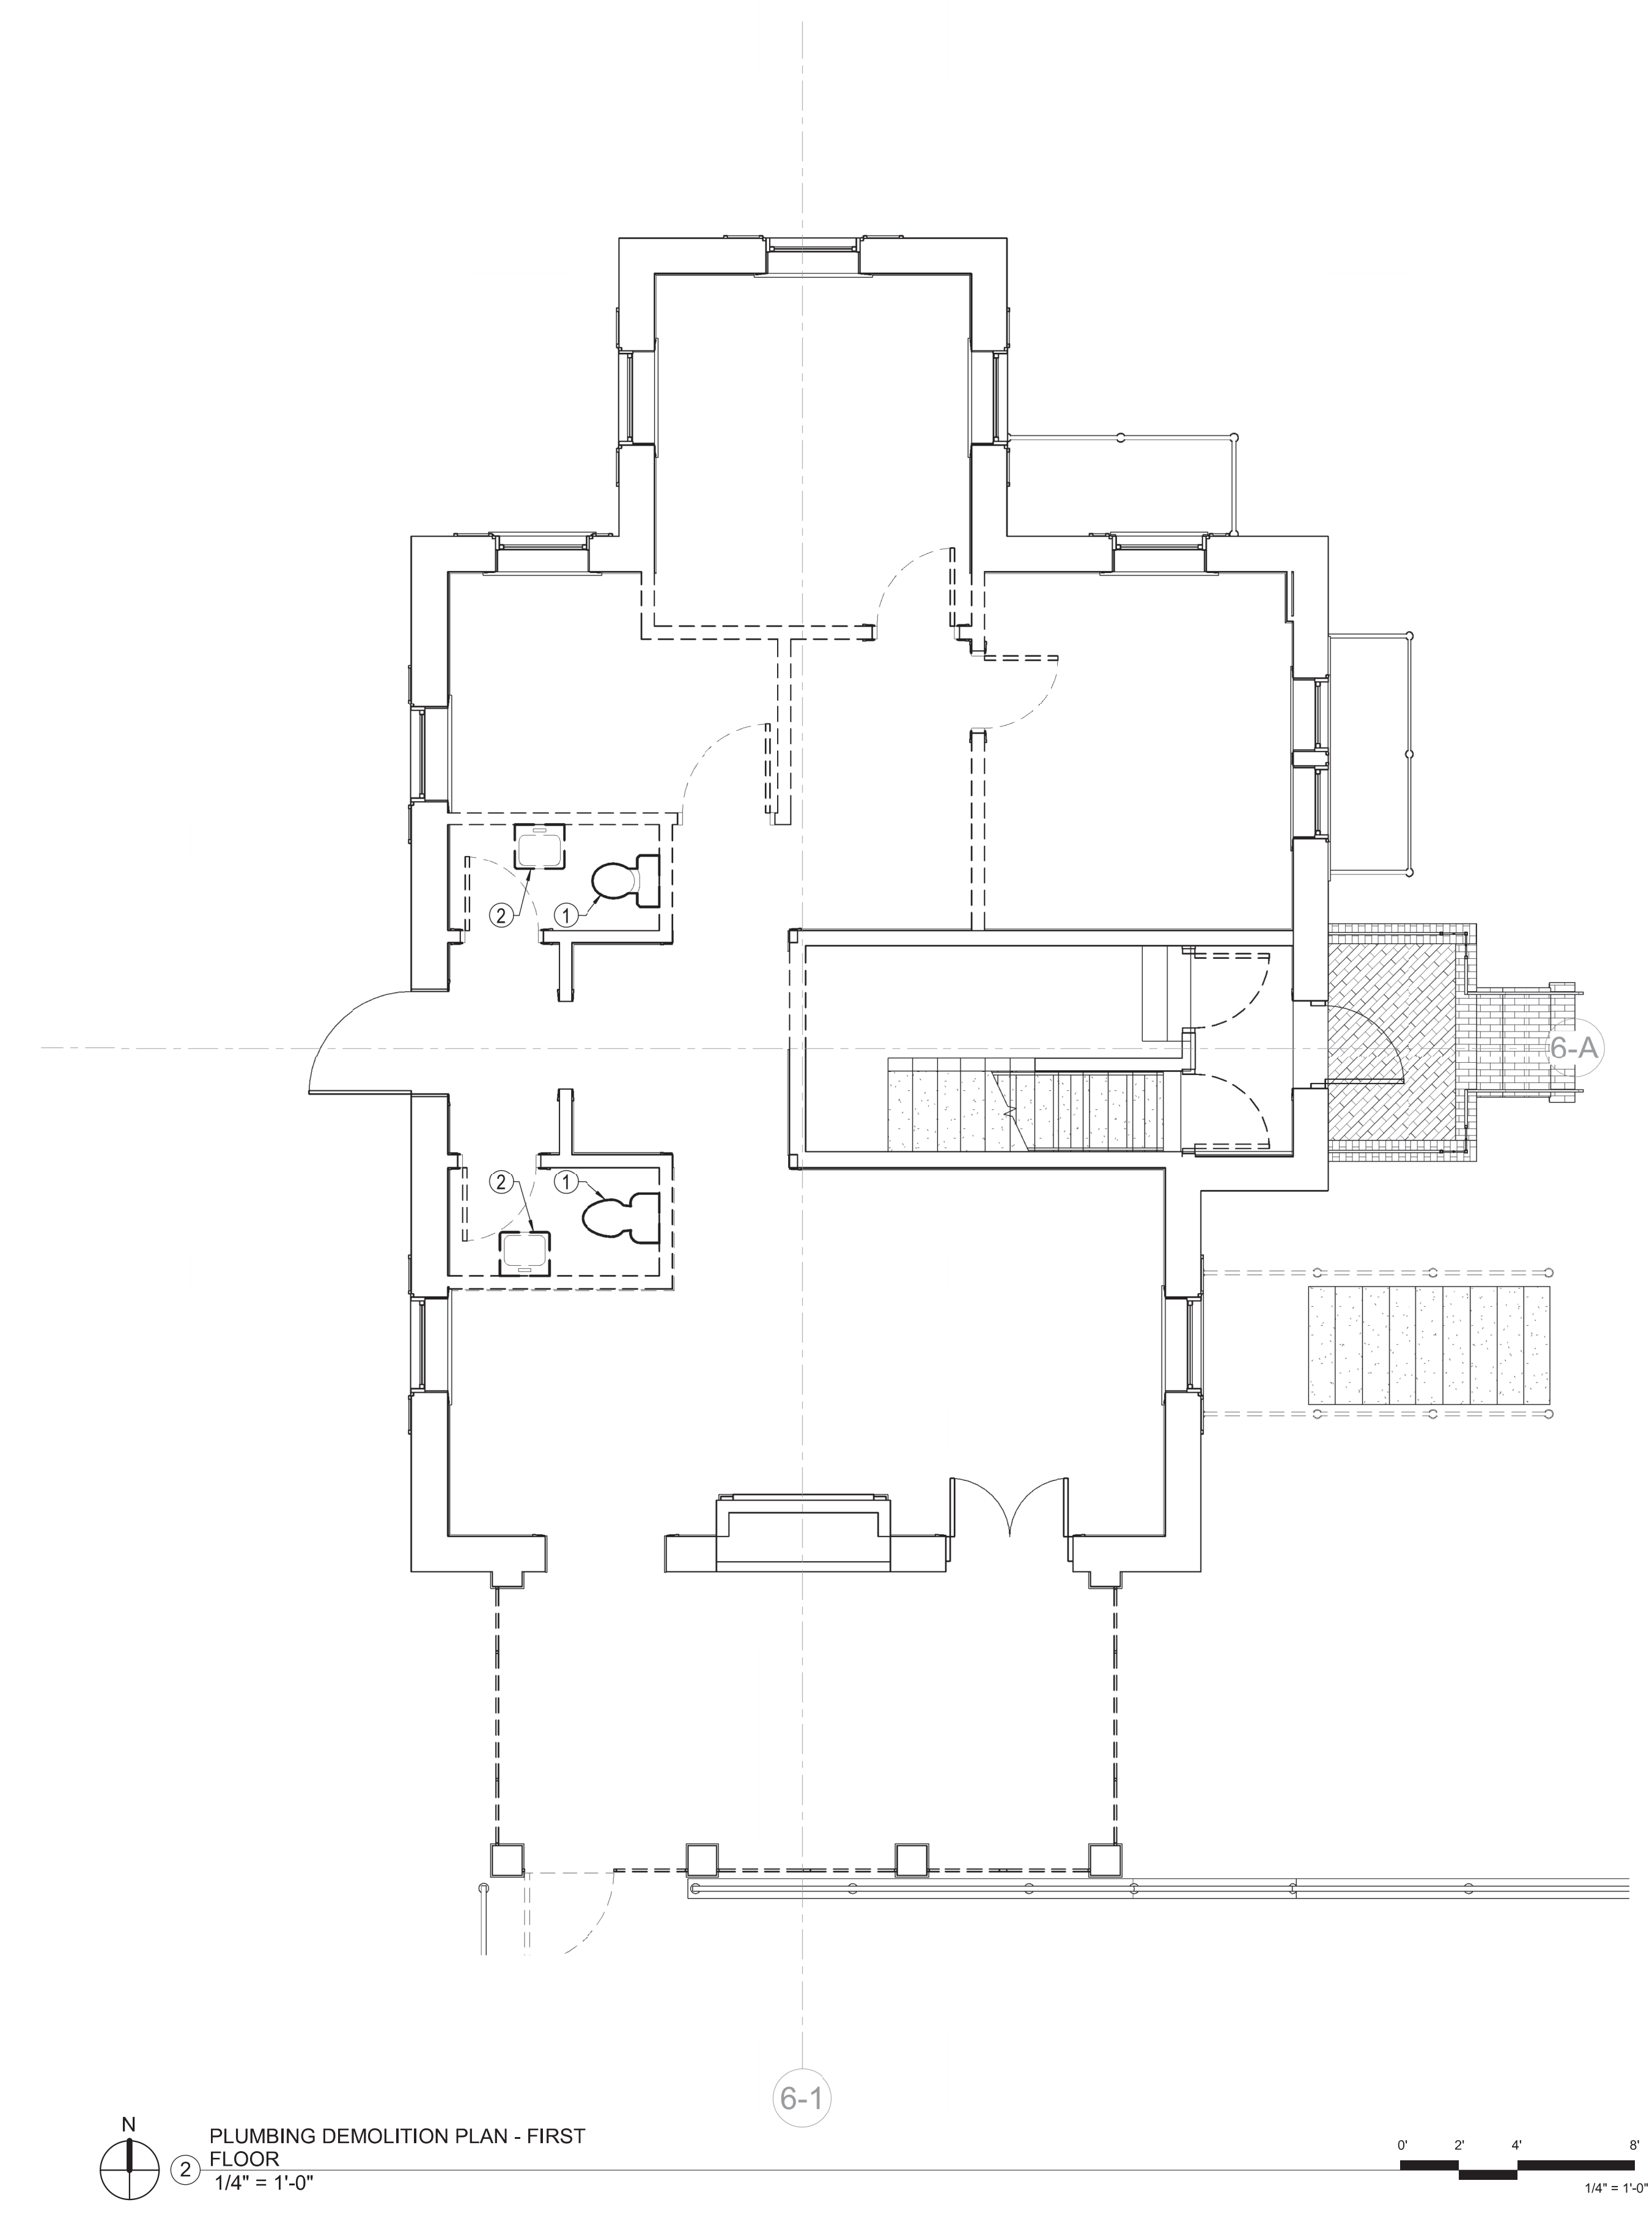 2
1
6-A
2
1
6-1
N
2
PLUMBING DEMOLITION PLAN - FIRST
FLOOR
1/4" = 1'-0"
0' 2' 4' 8'
1/4" = 1'-0"